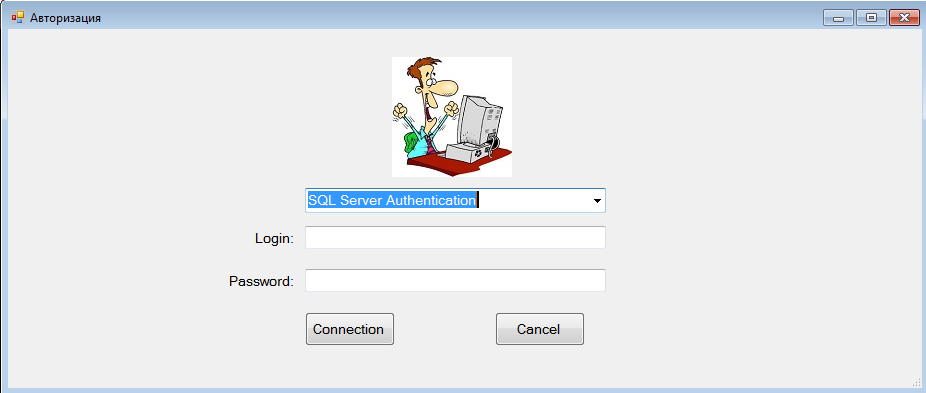 Авторизация
SQL Server Authentication
Login:
Password:
Connection
Cancel